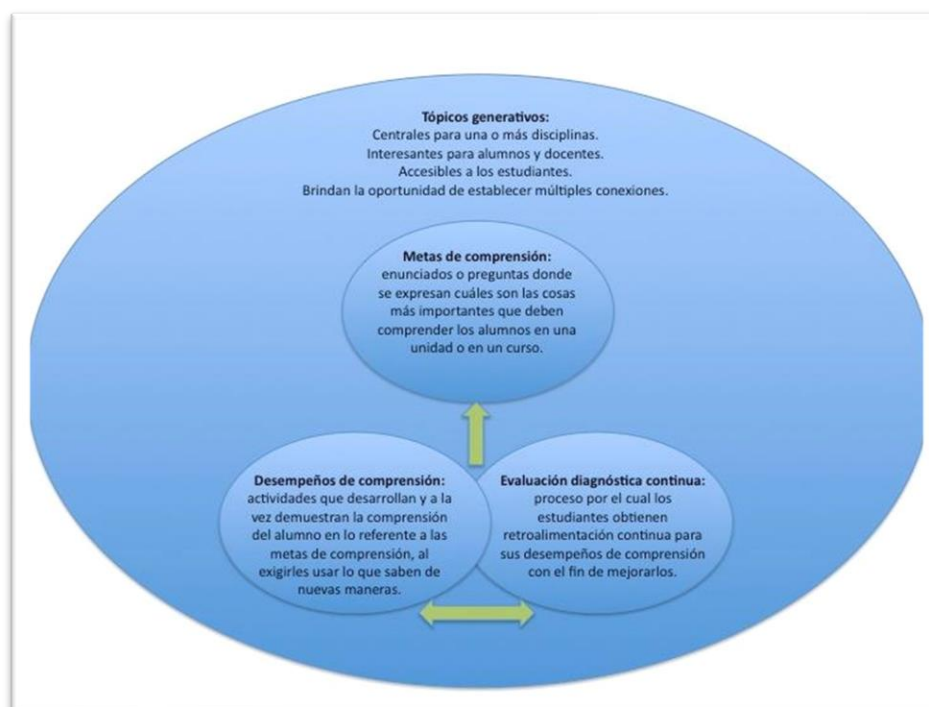 Tópicos generativos:
Centrales para una o más disciplinas.
Interesantes para alumnos y docentes.
Accesibles a los estudiantes.
Brindan la oportunidad de establecer múltiples conexiones.
Metas de comprensión:
enunciados o preguntas donde
se expresan cuáles son las cosas
más importantes que deben
comprender los alumnos en una
unidad o en un curso.
Desempeños de comprensión:
actividades que desarrollan y a la
vez demuestran la comprensión
del alumno en lo referente a las
metas de comprensión, al
exigirles usar lo que saben de
nuevas maneras.
Evaluación diagnóstica continua:
proceso por el cual los
estudiantes obtienen
retroalimentación continua para
sus desempeños de comprensión
con el fin de mejorarlos.